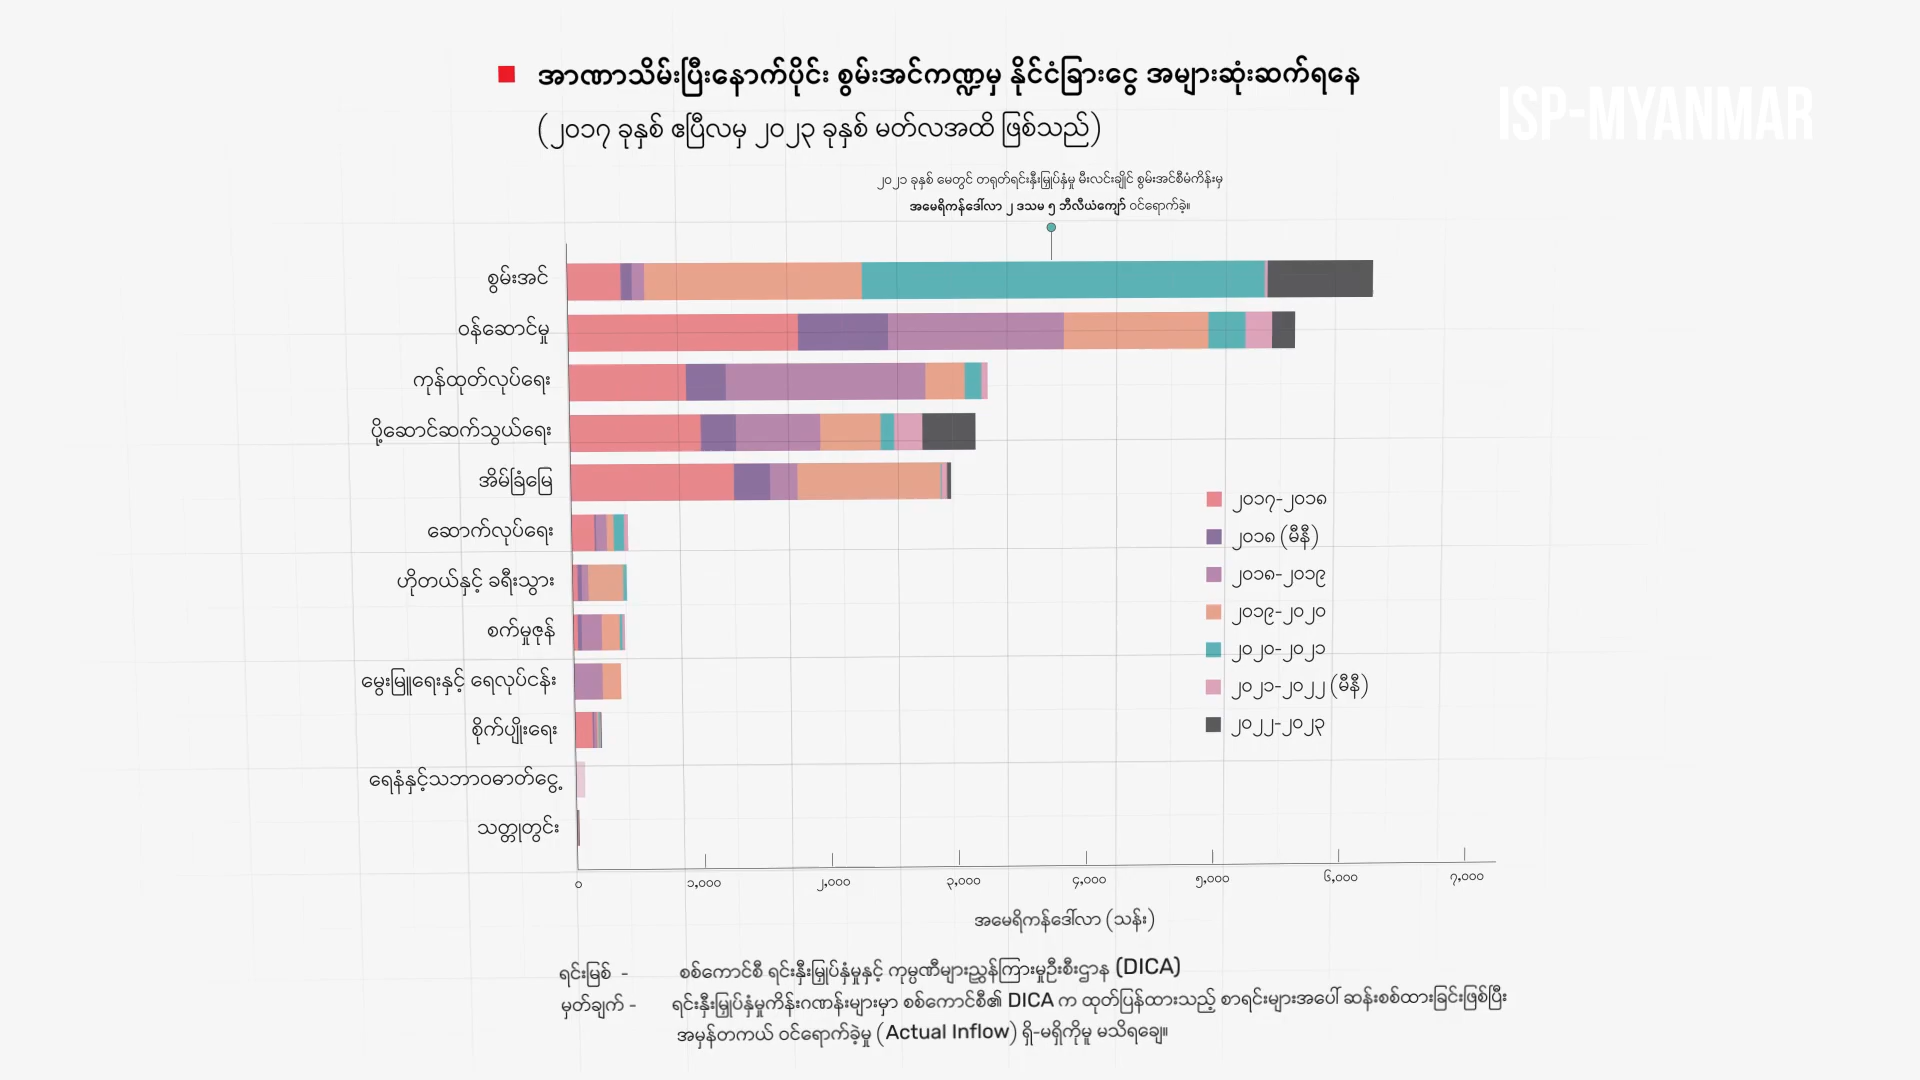 အာဏာသိမ်းပြီးနောက်ပိုင်း စွမ်းအင်ကဏ္ဍမှ နိုင်ငံခြားငွေ အများဆုံးဆက်ရနေ
(၂၀၁၇ ခုနှစ် ဧပြီလမှ ၂၀၂၃ ခုနှစ် မတ်လအထိ ဖြစ်သည်)
ISP-MYANMAR
၂၀၂၁ ခုနှစ် မေတွင် တရုတ်ရင်းနှီးမြှုပ်နှံမှု မီးလင်းချိုင် စွမ်းအင်စီမံကိန်းမှ
အမေရိကန်ဒေါ်လာ ၂ ဒသမ ၅ ဘီလီယံကျော် ဝင်ရောက်ခဲ့။
စွမ်းအင်
ဝန်ဆောင်မှု
ကုန်ထုတ်လုပ်ရေး
ပို့ဆောင်ဆက်သွယ်ရေး
အိမ်ခြံမြေ
ဆောက်လုပ်ရေး
ဟိုတယ်နှင့် ခရီးသွား
စက်မှုဇုန်
မွေးမြူရေးနှင့် ရေလုပ်ငန်း
စိုက်ပျိုးရေး
ရေနံနှင့်သဘာဝဓာတ်ငွေ့
သတ္တုတွင်း
၂၀၁၇-၂၀၁၈
၂၀၁၈ (မီနီ)
၂၀၁၈-၂၀၁၉
၂၀၁၉-၂၀၂၀
၂၀၂၀-၂၀၂၁
၂၀၂၁-၂၀၂၂ (မီနီ)
၂၀၂၂-၂၀၂၃
၀ ၁,၀၀၀ ၂,၀၀၀ ၃,၀၀၀ ၄,၀၀၀ ၅,၀၀၀ ၆,၀၀၀ ၇,၀၀၀
အမေရိကန်ဒေါ်လာ (သန်း)
ရင်းမြစ် - စစ်ကောင်စီ ရင်းနှီးမြှုပ်နှံမှုနှင့် ကုမ္ပဏီများညွှန်ကြားမှုဦးစီးဌာန (DICA)
မှတ်ချက် - ရင်းနှီးမြှုပ်နှံမှုကိန်းဂဏန်းများမှာ စစ်ကောင်စီ၏ DICA က ထုတ်ပြန်ထားသည့် စာရင်းများအပေါ် ဆန်းစစ်ထားခြင်းဖြစ်ပြီး
အမှန်တကယ် ဝင်ရောက်ခဲ့မှု (Actual Inflow) ရှိ-မရှိကိုမူ မသိရချေ။